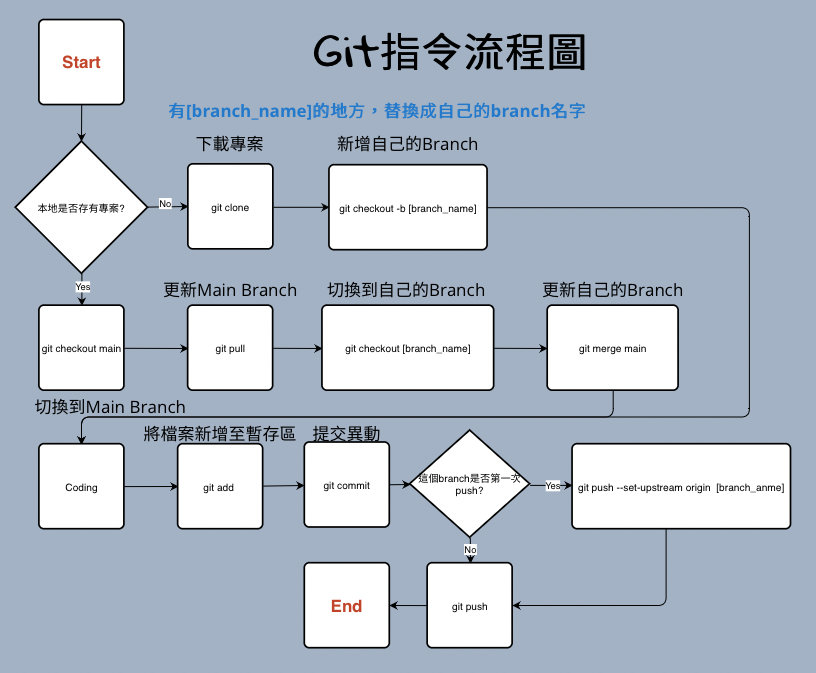 Git指令流程圖
Start
有[branch_name]的地方，替換成自己的branch名字
下載專案
新增自己的Branch
本地是否存有專案?
No
git clone
git checkout -b [branch_name]
Yes
更新Main Branch
切換到自己的Branch
更新自己的Branch
git checkout main
git pull
git checkout [branch_name]
git merge main
切換到Main Branch
將檔案新增至暫存區
提交異動
Coding
git add
git commit
這個branch是否第一次
push?
Yes
git push --set-upstream origin  [branch_anme]
No
End
git push